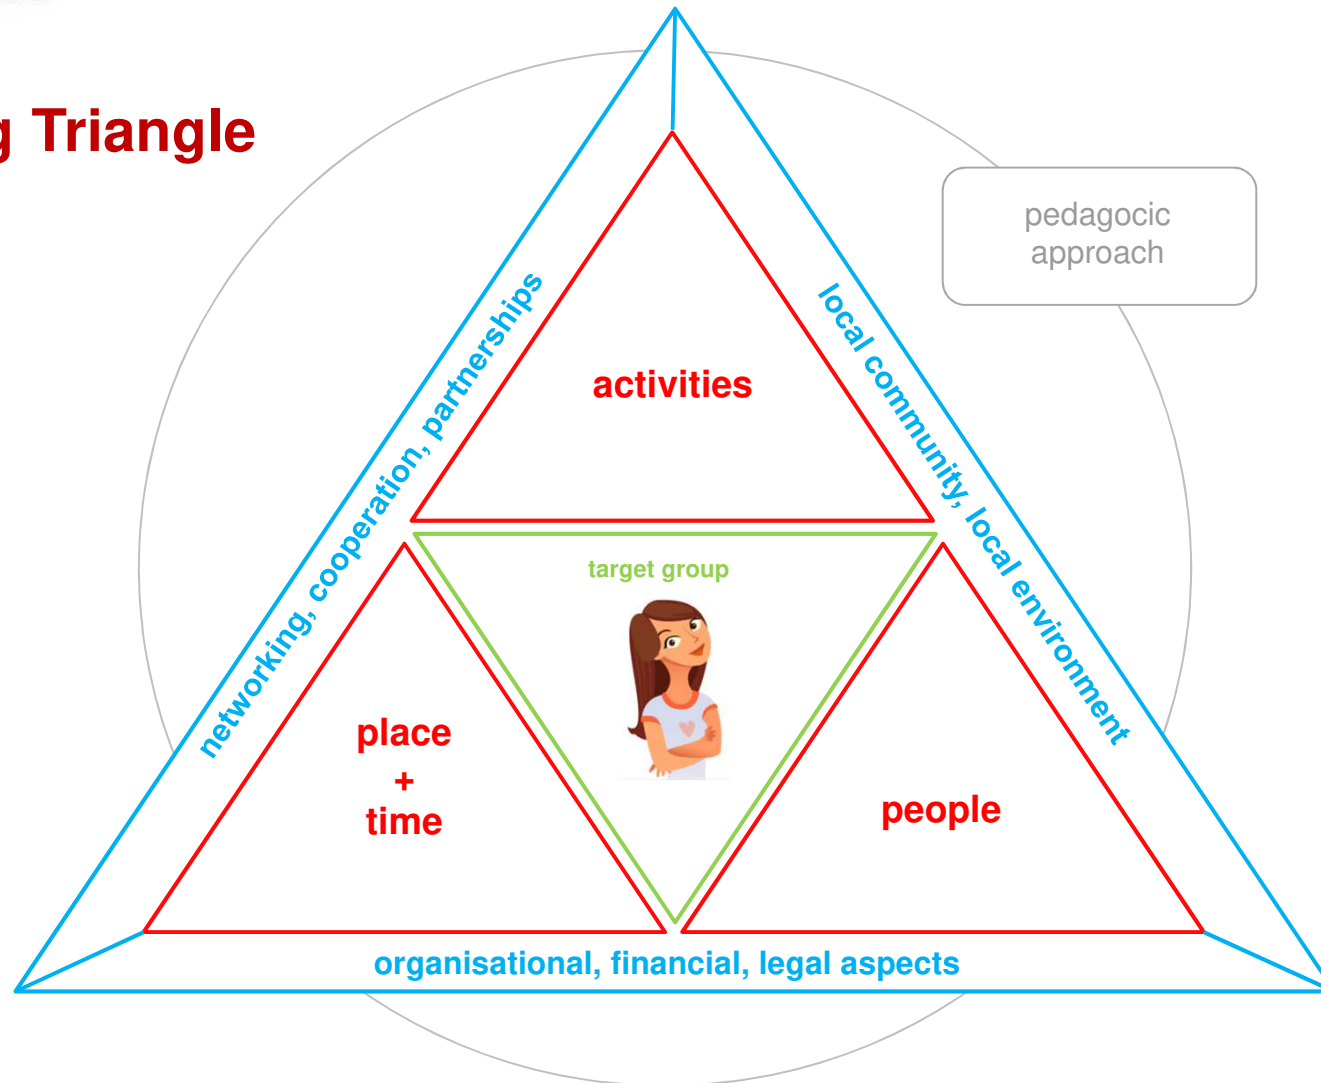 g Triangle
pedagocic
approach
networking, cooperation, partnerships
local community, local environment
activities
target group
place
+
time
people
organisational, financial, legal aspects